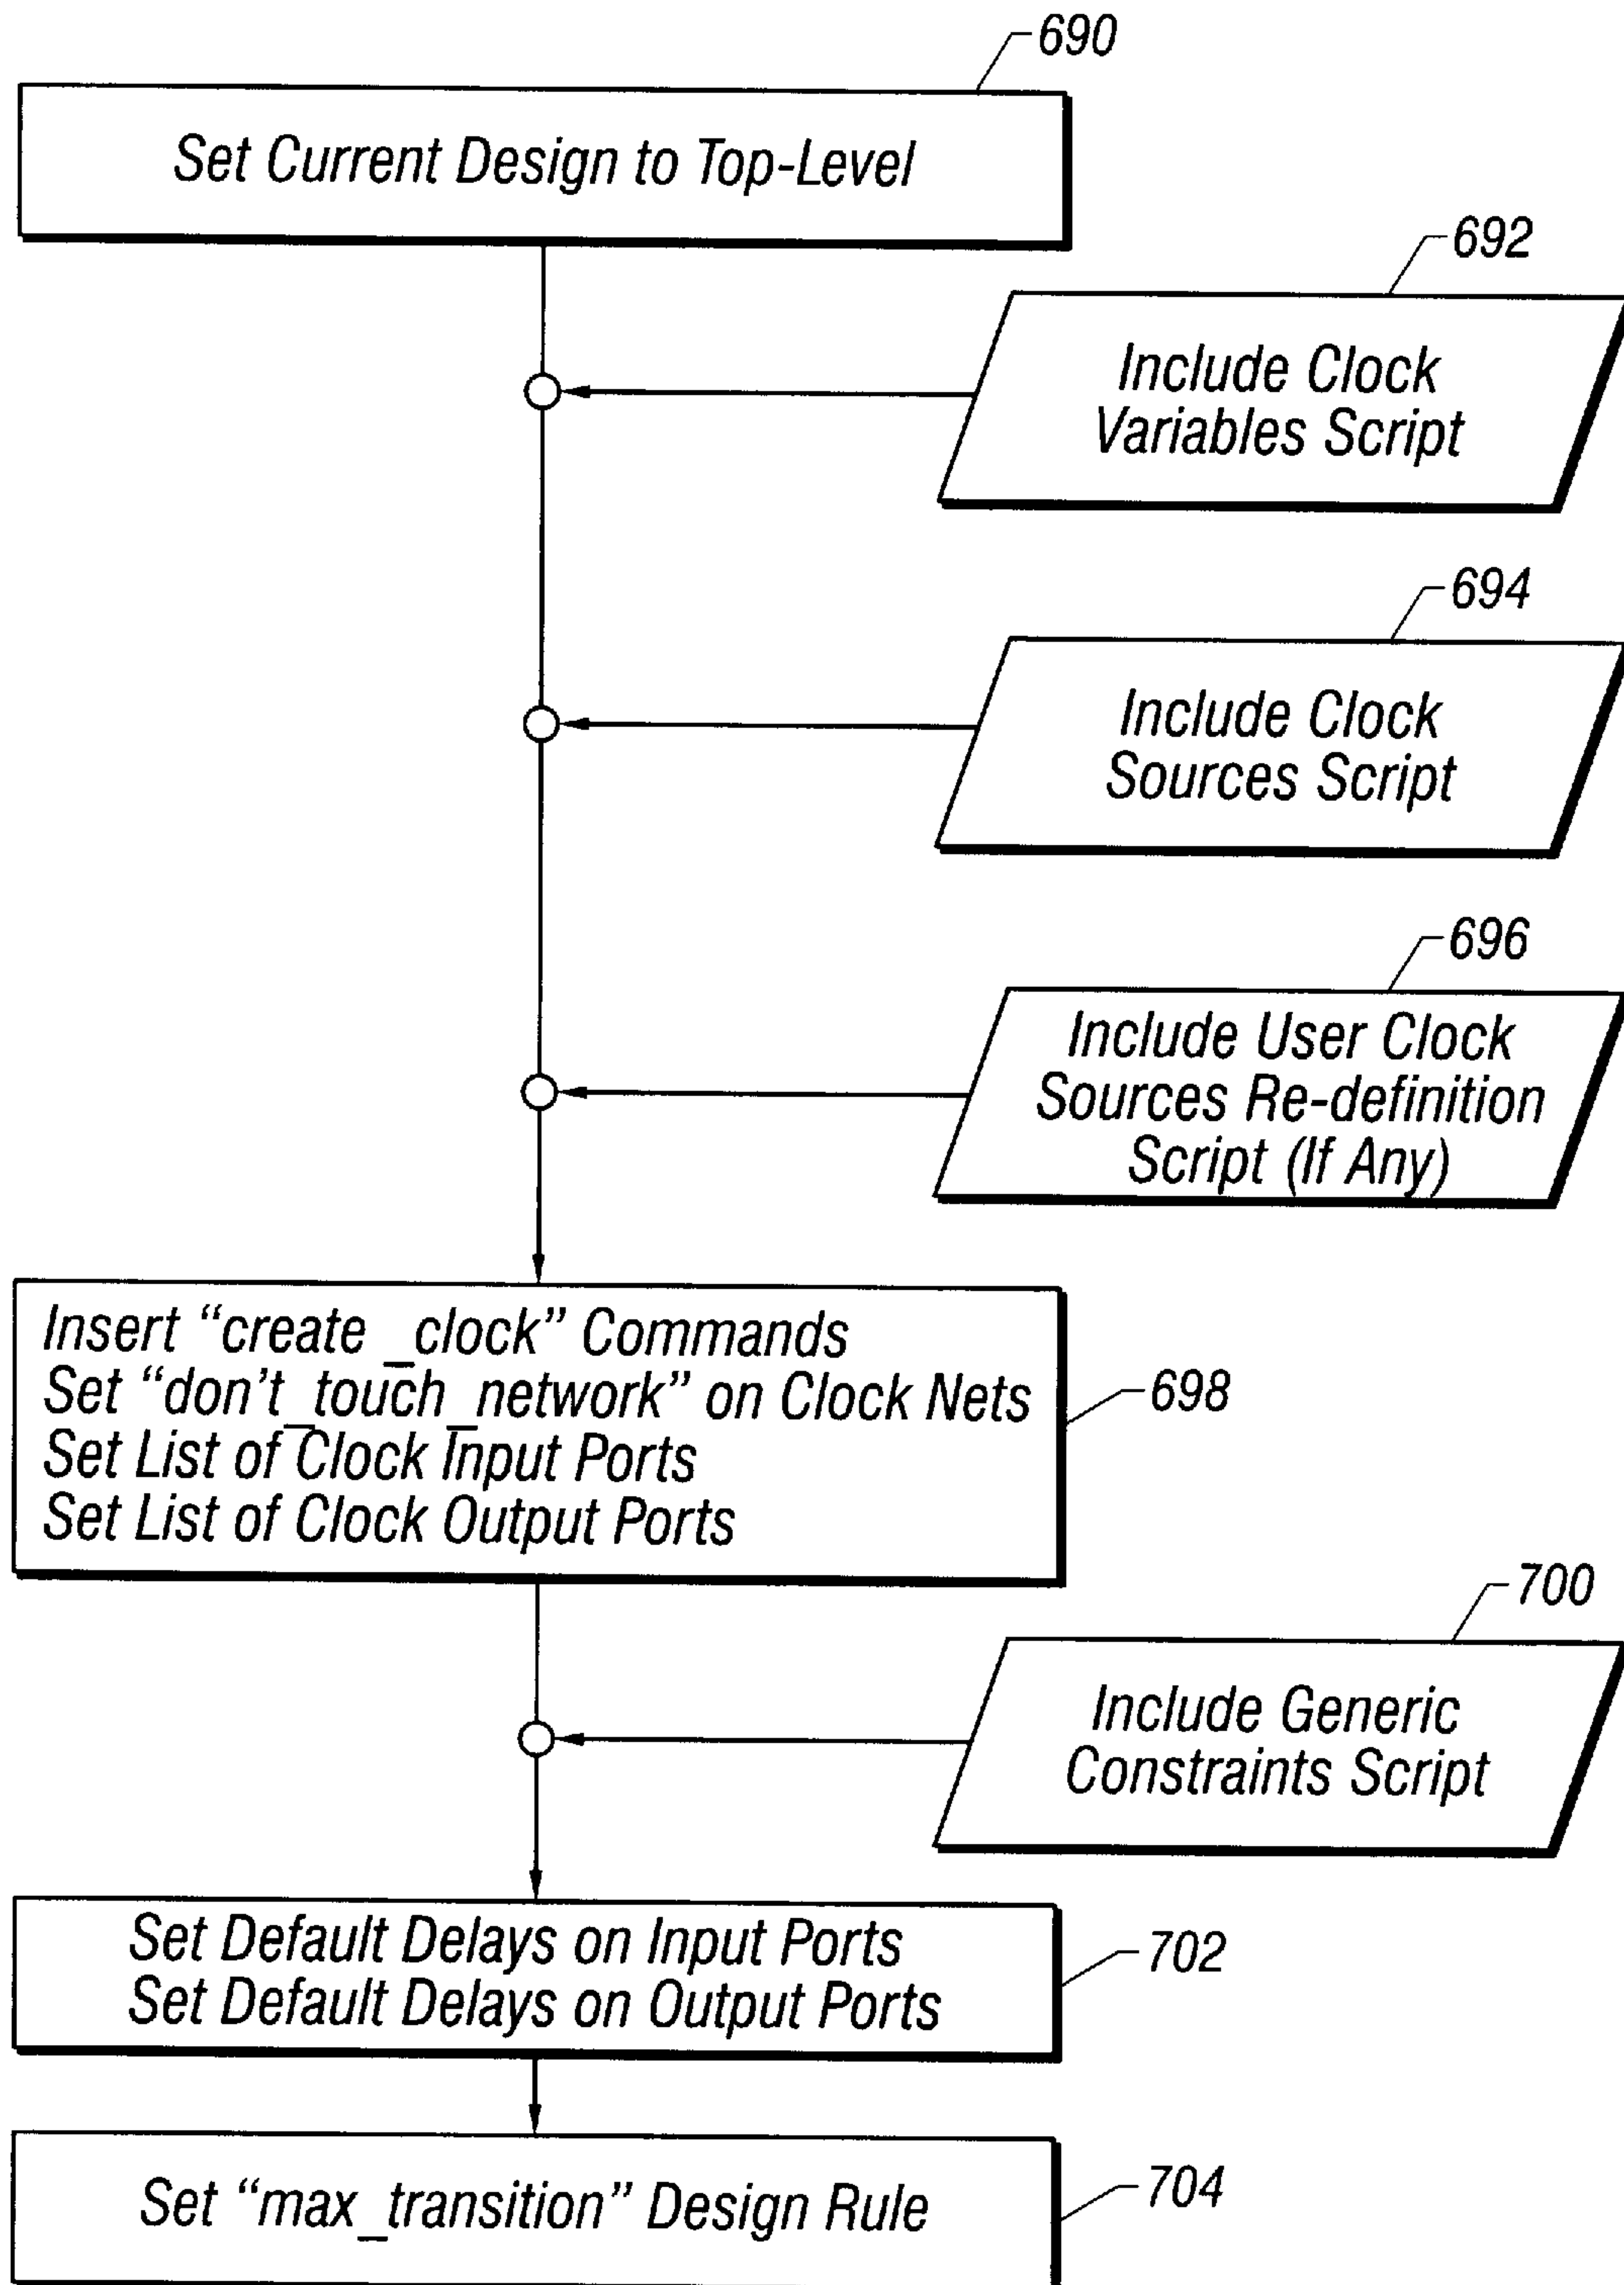 690
Set Current Design to Top-Level
692
Include Clock
Variables Script
694
Include Clock
Sources Script
696
Include User Clock
Sources Re-definition
Script (If Any)
Insert “create _clock” Commands
Set “don't_touch_network” on Clock Nets
Set List of Clock Input Ports
Set List of Clock Output Ports
698
700
Include Generic
Constraints Script
Set Default Delays on Input Ports
Set Default Delays on Output Ports
702
Set “max_transition” Design Rule
704